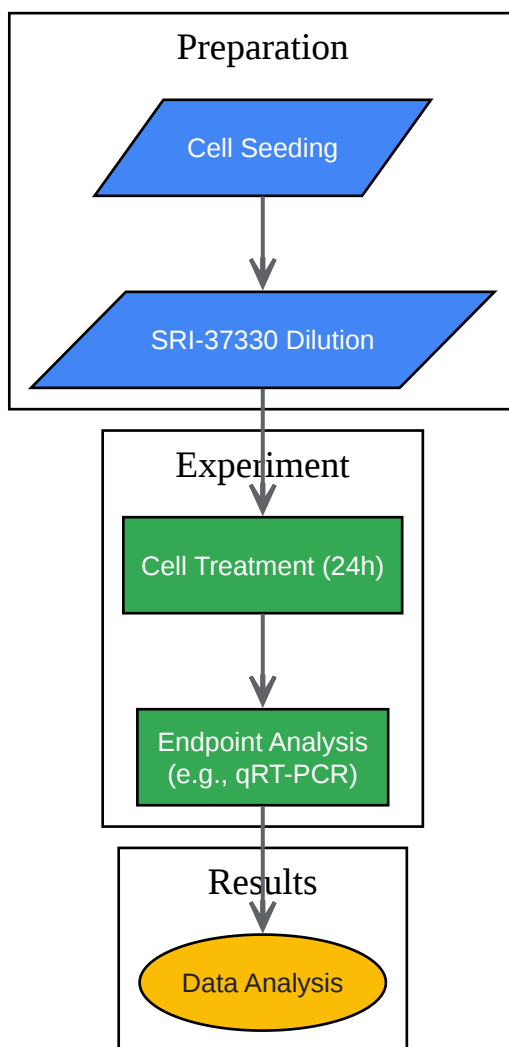 Preparation
Cell Seeding
SRI-37330 Dilution
Experiment
Cell Treatment (24h)
Endpoint Analysis
(e.g., qRT-PCR)
Results
Data Analysis